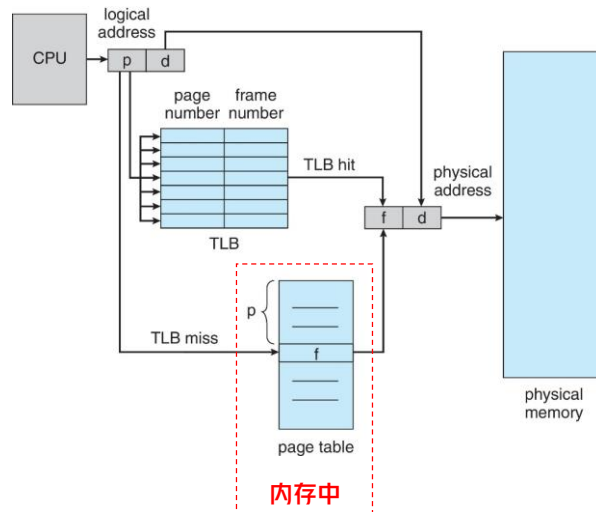 logical
address
CPU
p
d
page
number
frame
number
TLB hit
physical
address
f
d
TLB
p
TLB miss
f
page table
physical
memory
内存中